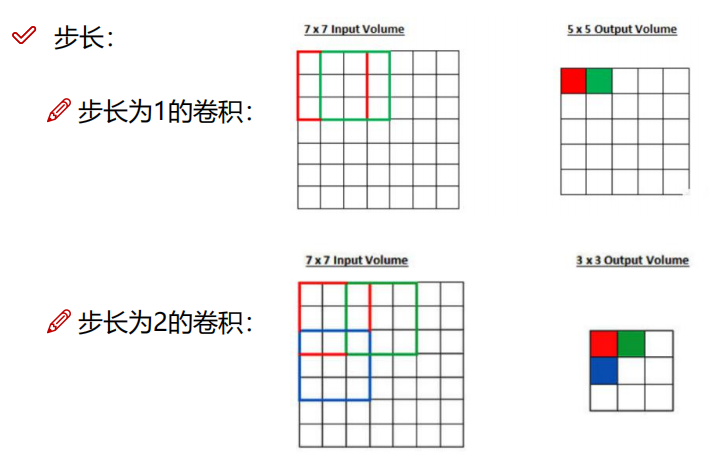 步长：
7 x 7 Input Volume
5 x 5 Output Volume
步长为1的卷积：
7 x 7 Input Volume
3 x 3 Output Volume
步长为2的卷积：